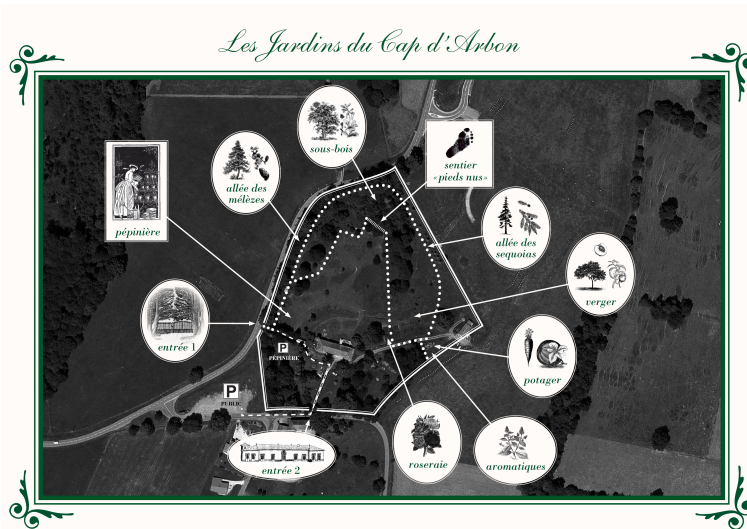 Les Jardins du Cap d'Arbon
sous-bois
sentier
«pieds nus»
allée des
mélèzes
pépinière
allée des
sequoias
verger
entrée 1
P
PÉPINIÈRE
potager
P
PUBLIC
roseraie
aromatiques
entrée 2